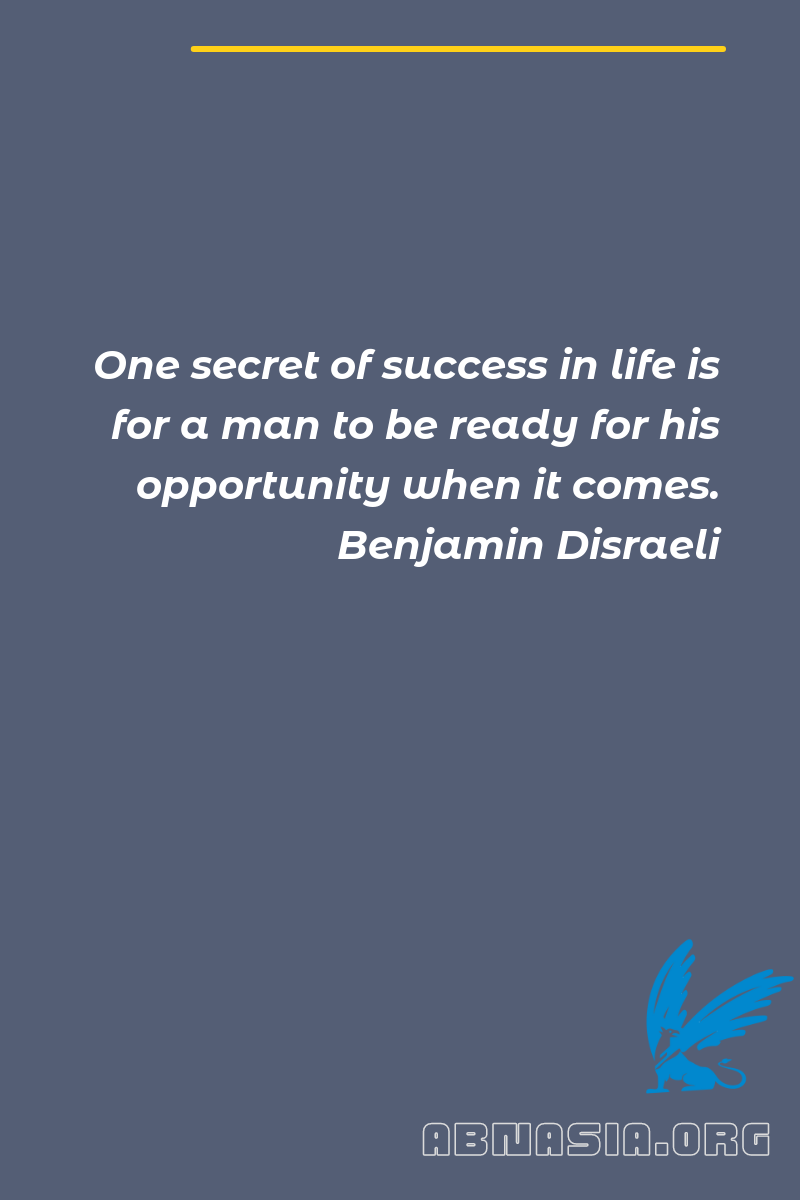 One secret of success in life is
for a man to be ready for his
opportunity when it comes.
Benjamin Disraeli
ABNASIA.ORG